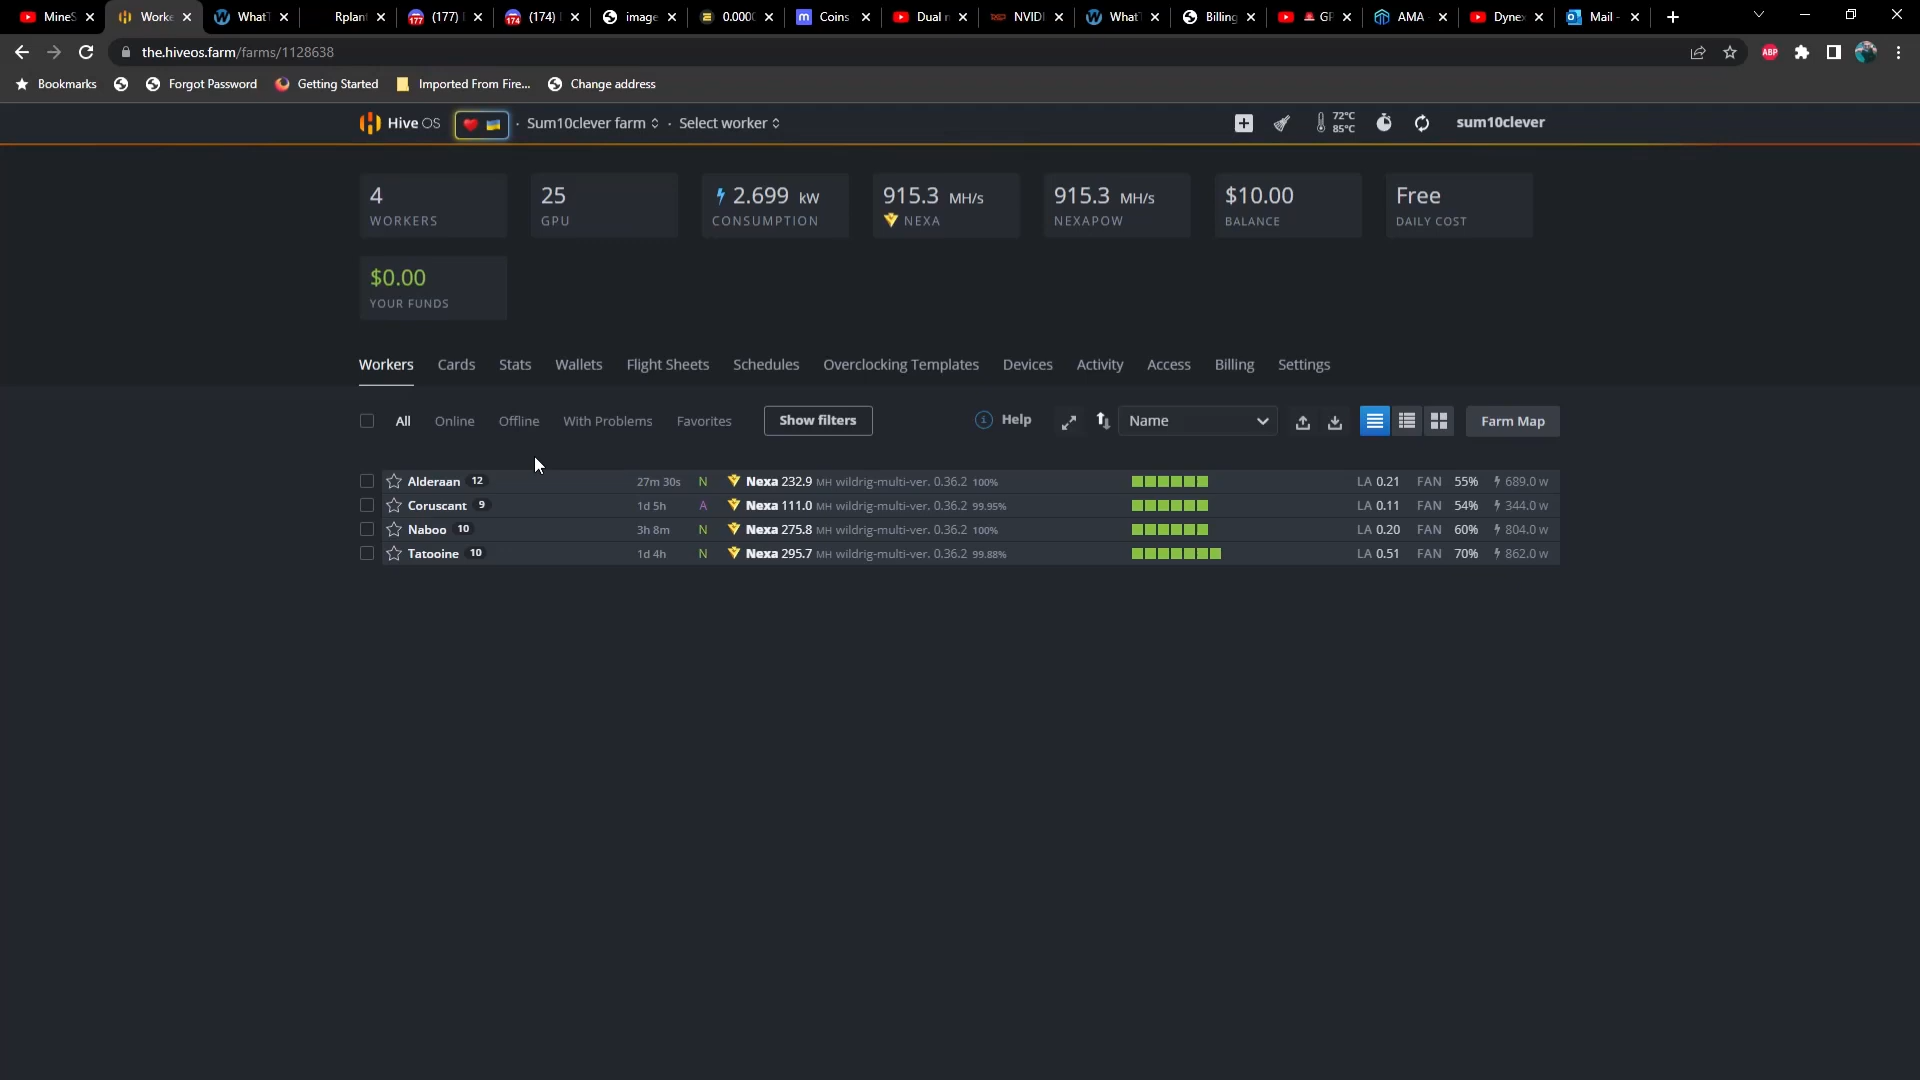 MineS Worke WhatT Rplant (177) (174) image 0.0000 Coins Dual n NVIDI WhatT Billing GP AMA Dynex Mail -
the.hiveos.farm/farms/1128638 ABP
Bookmarks Forgot Password Getting Started Imported From Fire... Change address
Hive OS · Sum10clever farm · Select worker 72°C 85°C sum10clever
4 25 2.699 kW 915.3 MH/s 915.3 MH/s $10.00 Free
WORKERS GPU CONSUMPTION NEXA NEXAPOW BALANCE DAILY COST
$0.00
YOUR FUNDS
Workers Cards Stats Wallets Flight Sheets Schedules Overclocking Templates Devices Activity Access Billing Settings
All Online Offline With Problems Favorites Show filters Help Name Farm Map
Alderaan 12 27m 30s N Nexa 232.9 MH wildrig-multi-ver. 0.36.2 100% LA 0.21 FAN 55% 689.0 w
Coruscant 9 1d 5h A Nexa 111.0 MH wildrig-multi-ver. 0.36.2 99.95% LA 0.11 FAN 54% 344.0 w
Naboo 10 3h 8m N Nexa 275.8 MH wildrig-multi-ver. 0.36.2 100% LA 0.20 FAN 60% 804.0 w
Tatooine 10 1d 4h N Nexa 295.7 MH wildrig-multi-ver. 0.36.2 99.88% LA 0.51 FAN 70% 862.0 w